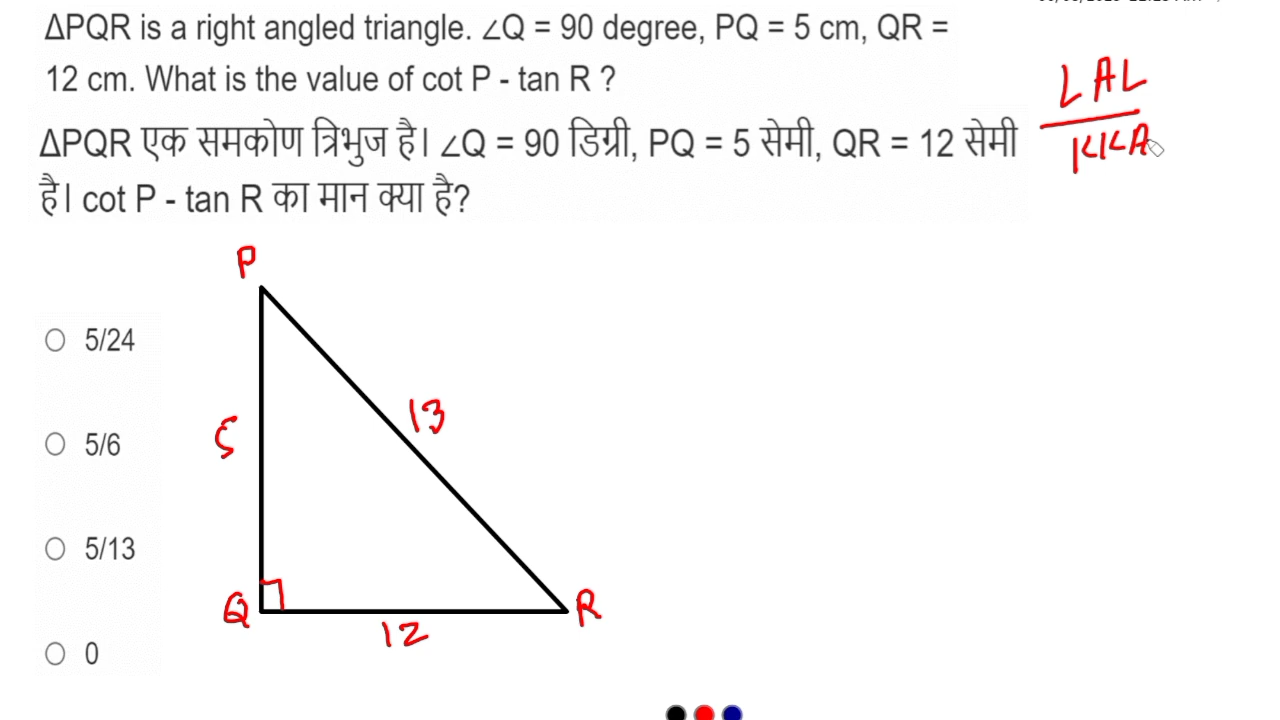 ΔPQR is a right angled triangle. ∠Q = 90 degree, PQ = 5 cm, QR =
12 cm. What is the value of cot P - tan R ?
ΔPQR एक समकोण त्रिभुज है। ∠Q = 90 डिग्री, PQ = 5 सेमी, QR = 12 सेमी
है। cot P - tan R का मान क्या है?
LAL
KKA
P
5/24
13
5
5/6
5/13
Q
R
12
0